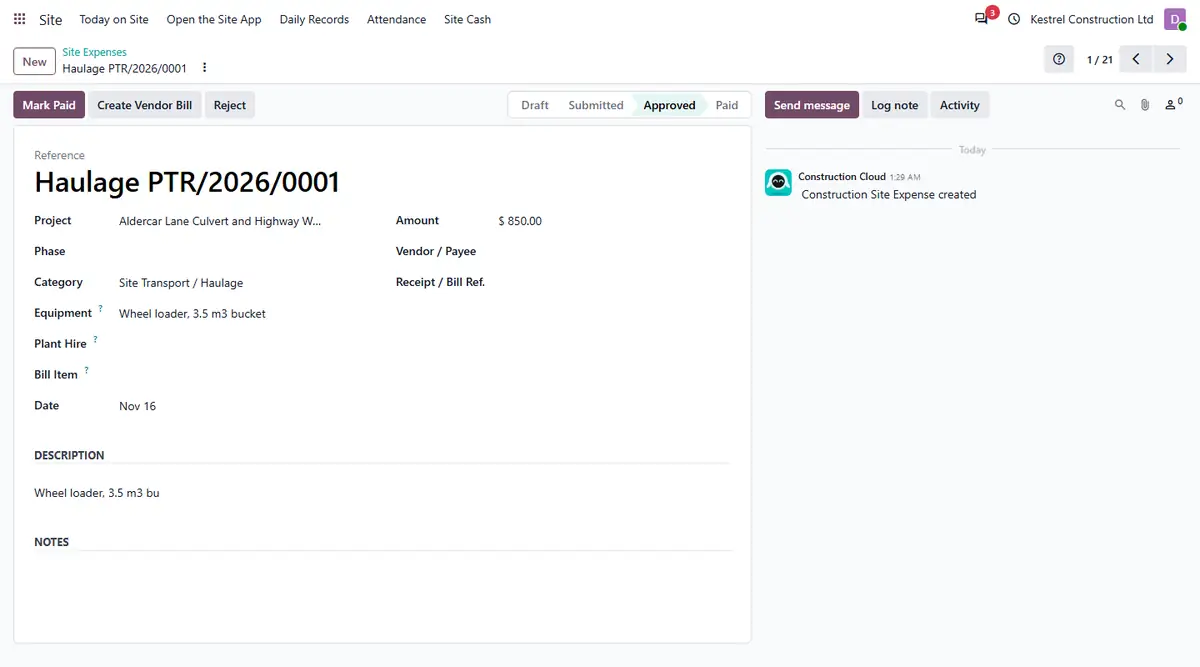 Site Today on Site Open the Site App Daily Records Attendance Site Cash 3 Kestrel Construction Ltd D
New Site Expenses
Haulage PTR/2026/0001
1 / 21
Mark Paid Create Vendor Bill Reject Draft Submitted Approved Paid Send message Log note Activity 0
Today
Reference
Haulage PTR/2026/0001
Construction Cloud 1:29 AM
Construction Site Expense created
Project Aldercar Lane Culvert and Highway W... Amount $ 850.00
Phase Vendor / Payee
Category Site Transport / Haulage Receipt / Bill Ref.
Equipment ? Wheel loader, 3.5 m3 bucket
Plant Hire ?
Bill Item ?
Date Nov 16
DESCRIPTION
Wheel loader, 3.5 m3 bu
NOTES